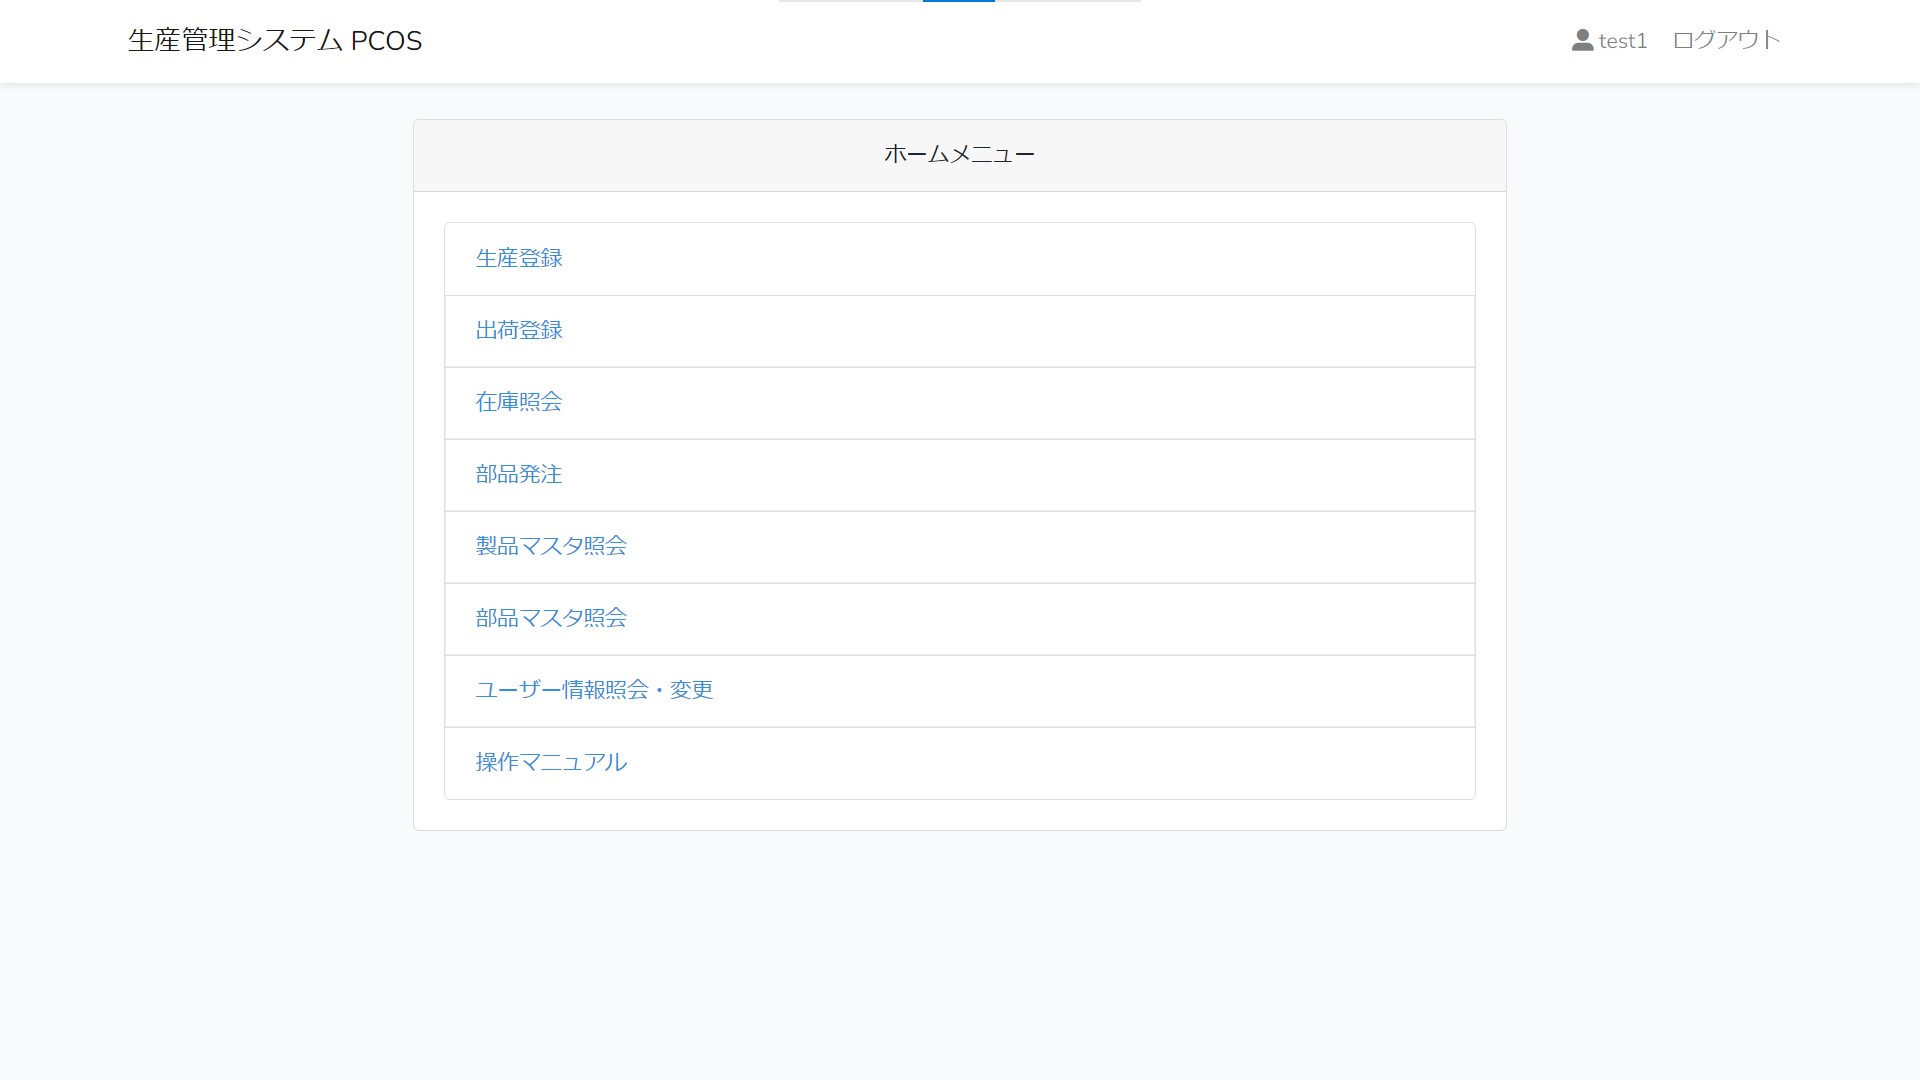 生産管理システム PCOS
test1 ログアウト
ホームメニュー
生産登録
出荷登録
在庫照会
部品発注
製品マスタ照会
部品マスタ照会
ユーザー情報照会・変更
操作マニュアル